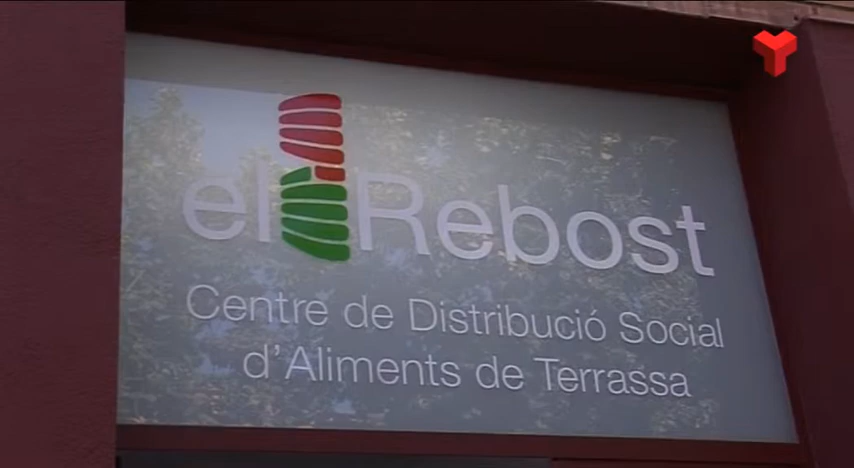 el Rebost
Centre de Distribució Social
d'Aliments de Terrassa